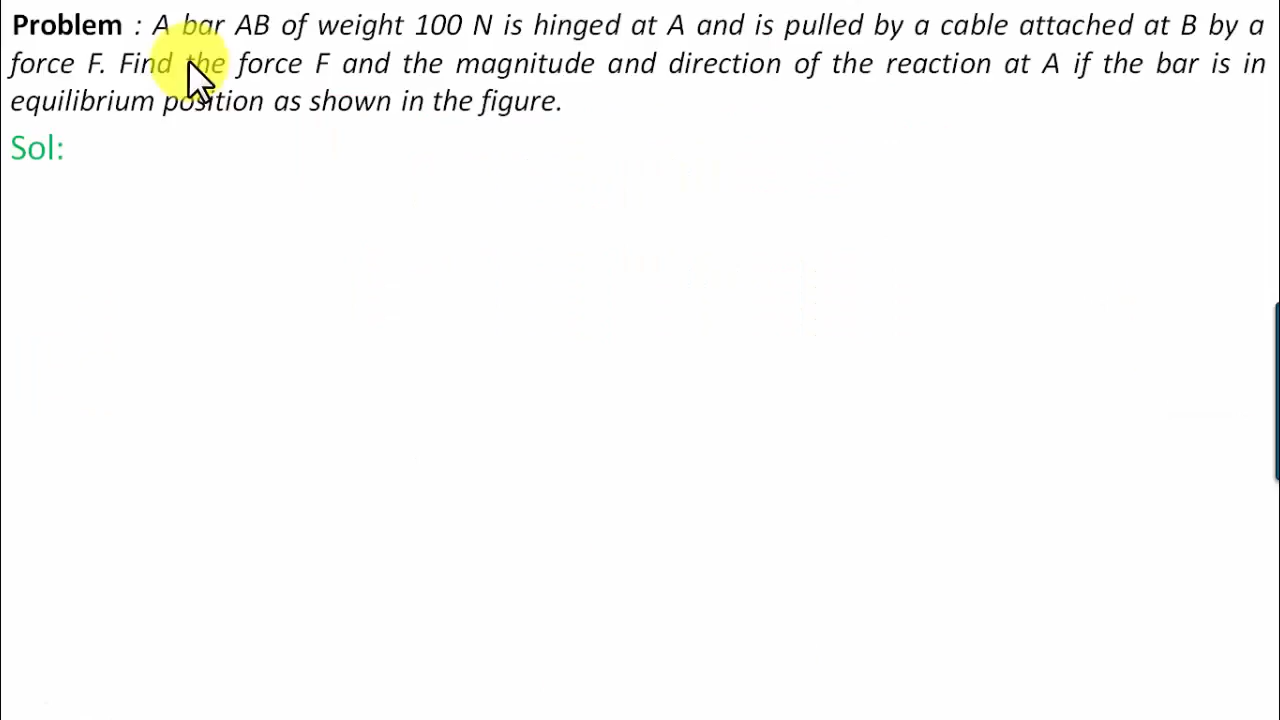 Problem : A bar AB of weight 100 N is hinged at A and is pulled by a cable attached at B by a
force F. Find the force F and the magnitude and direction of the reaction at A if the bar is in
equilibrium position as shown in the figure.
Sol: